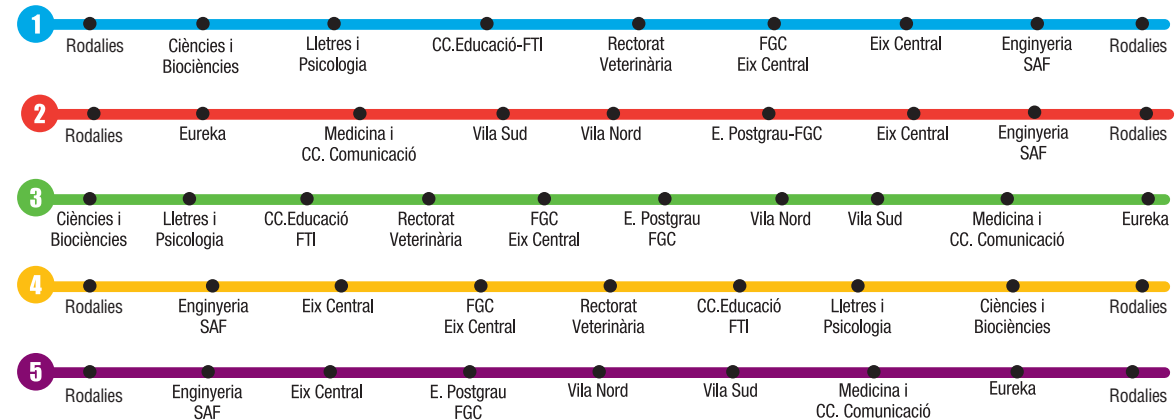 1
Rodalies
Ciències i
Biociències
Lletres i
Psicologia
CC.Educació-FTI
Rectorat
Veterinària
FGC
Eix Central
Eix Central
Enginyeria
SAF
Rodalies
2
Rodalies
Eureka
Medicina i
CC. Comunicació
Vila Sud
Vila Nord
E. Postgrau-FGC
Eix Central
Enginyeria
SAF
Rodalies
3
Ciències i
Biociències
Lletres i
Psicologia
CC.Educació
FTI
Rectorat
Veterinària
FGC
Eix Central
E. Postgrau
FGC
Vila Nord
Vila Sud
Medicina i
CC. Comunicació
Eureka
4
Rodalies
Enginyeria
SAF
Eix Central
FGC
Eix Central
Rectorat
Veterinària
CC.Educació
FTI
Lletres i
Psicologia
Ciències i
Biociències
Rodalies
5
Rodalies
Enginyeria
SAF
Eix Central
E. Postgrau
FGC
Vila Nord
Vila Sud
Medicina i
CC. Comunicació
Eureka
Rodalies